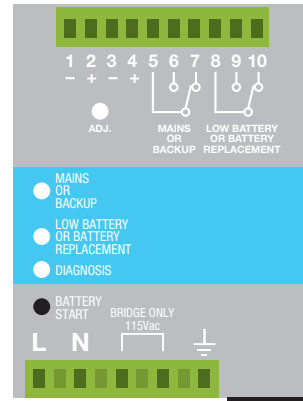 1 2 3 4 5 6 7 8 9 10
− + − +
ADJ.
MAINS
OR
BACKUP
LOW BATTERY
OR BATTERY
REPLACEMENT
MAINS
OR
BACKUP
LOW BATTERY
OR BATTERY
REPLACEMENT
DIAGNOSIS
BATTERY
START
BRIDGE ONLY
115Vac
L N